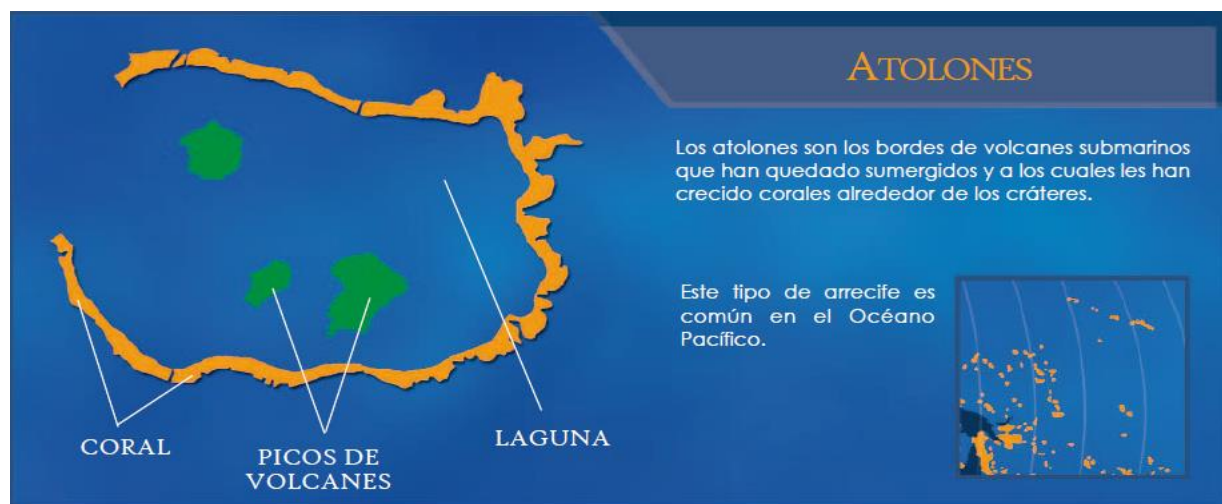 ATOLONES
Los atolones son los bordes de volcanes submarinos
que han quedado sumergidos y a los cuales les han
crecido corales alrededor de los cráteres.
Este tipo de arrecife es
común en el Océano
Pacífico.
CORAL
PICOS DE
VOLCANES
LAGUNA